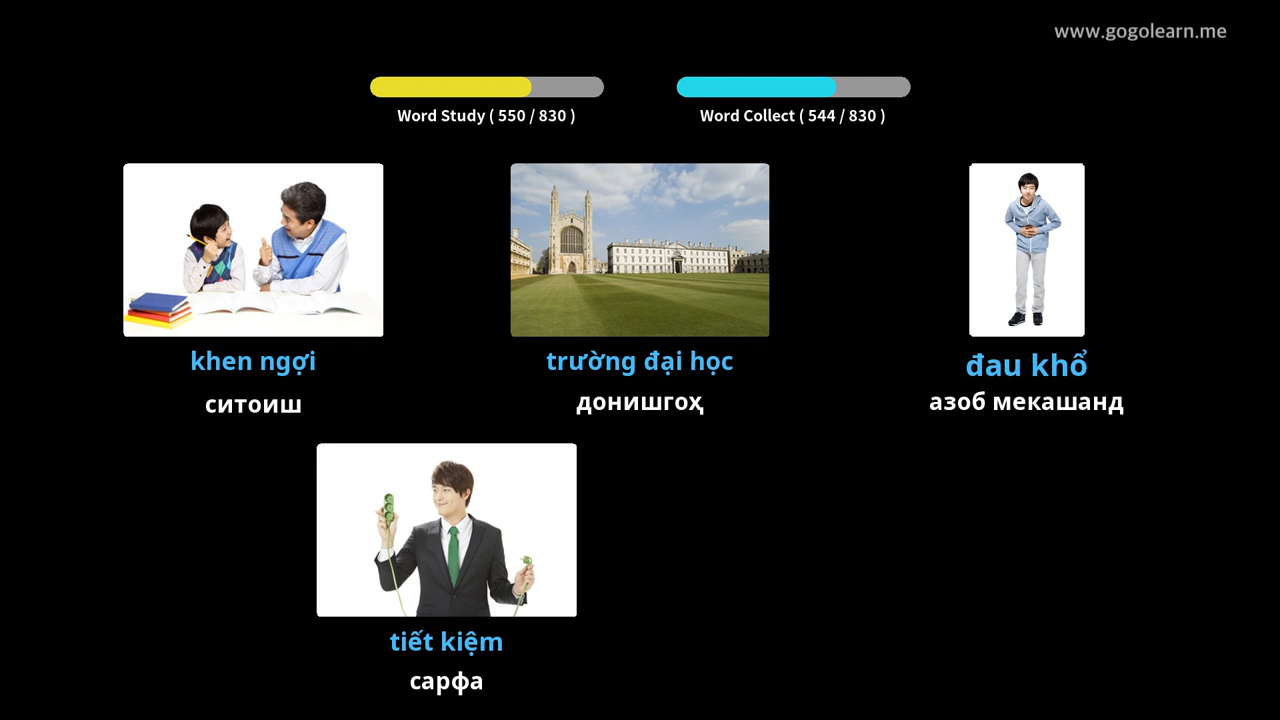 www.gogolearn.me
Word Study ( 550 / 830 )
Word Collect ( 544 / 830 )
khen ngợi
trường đại học
đau khổ
ситоиш
донишгоҳ
азоб мекашанд
tiết kiệm
сарфа